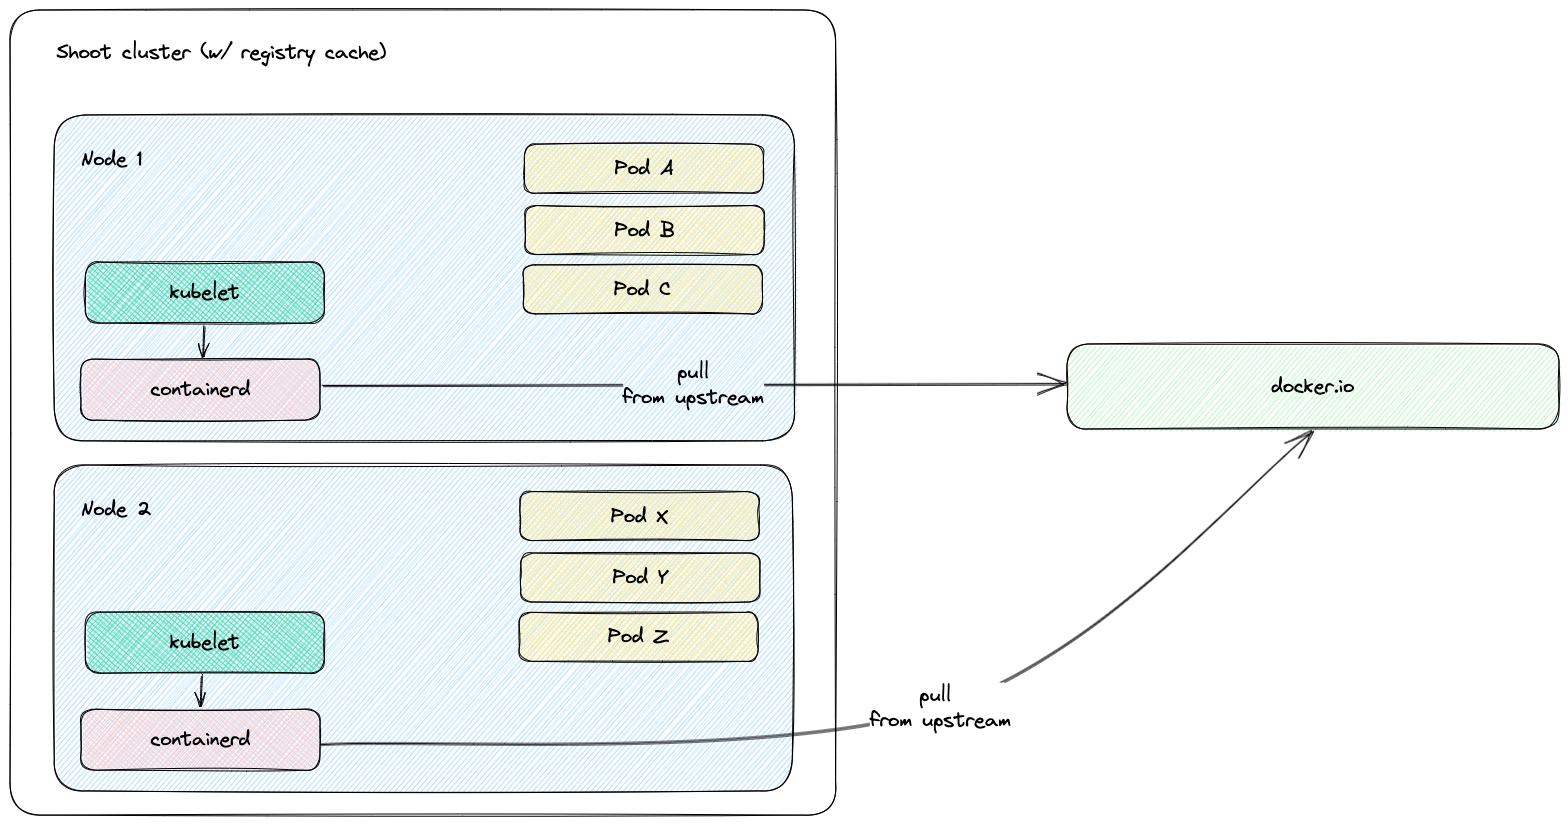 Shoot cluster (w/ registry cache)
Node 1
Pod A
Pod B
Pod C
kubelet
containerd
pull
from upstream
docker.io
Node 2
Pod X
Pod Y
Pod Z
kubelet
containerd
pull
from upstream